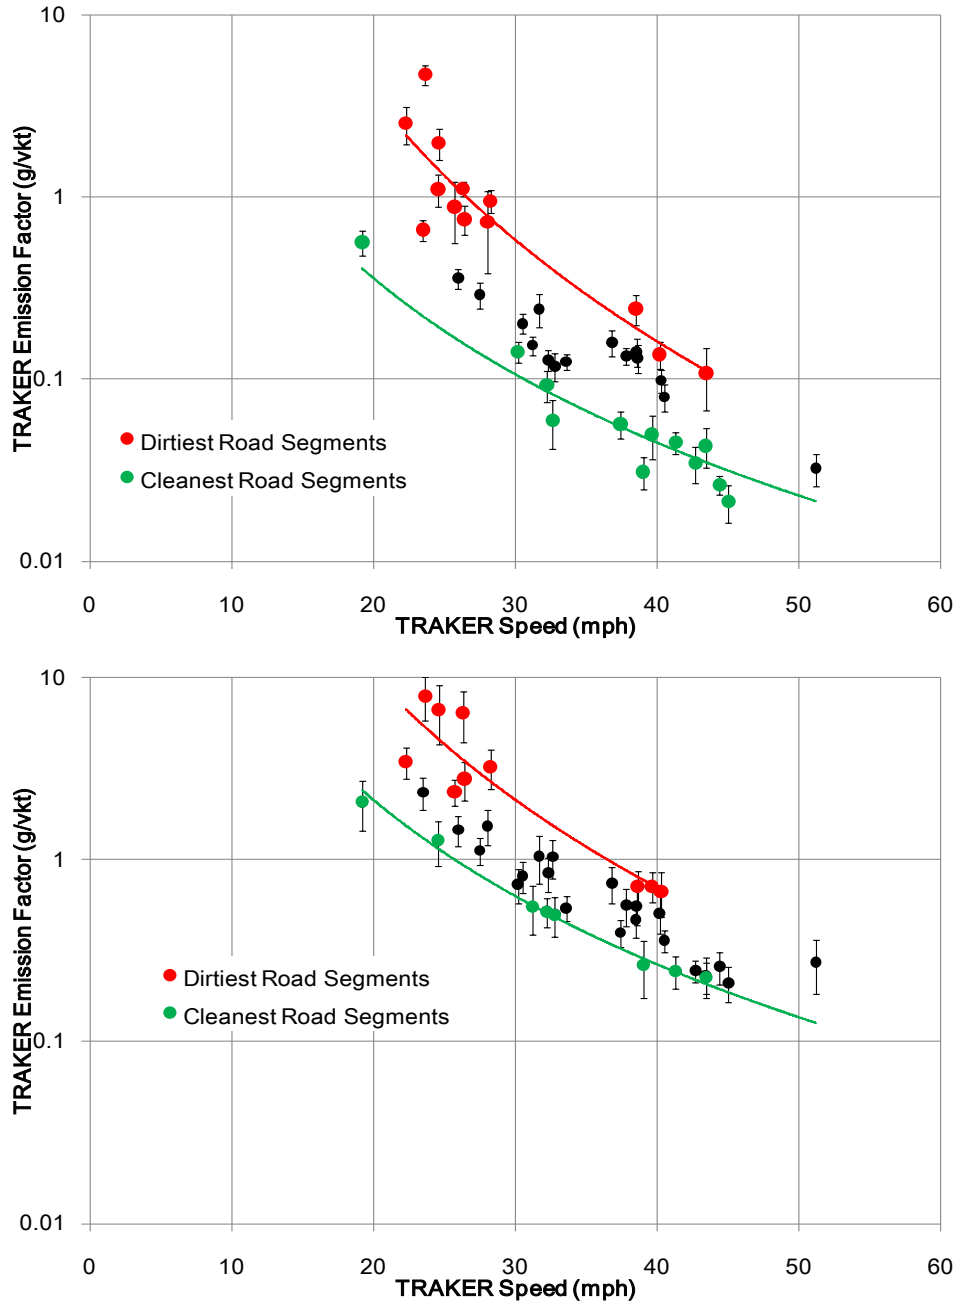 10
1
0.1
0.01
TRAKER Emission Factor (g/vkt)
Dirtiest Road Segments
Cleanest Road Segments
0 10 20 30 40 50 60
TRAKER Speed (mph)
10
1
0.1
0.01
TRAKER Emission Factor (g/vkt)
Dirtiest Road Segments
Cleanest Road Segments
0 10 20 30 40 50 60
TRAKER Speed (mph)